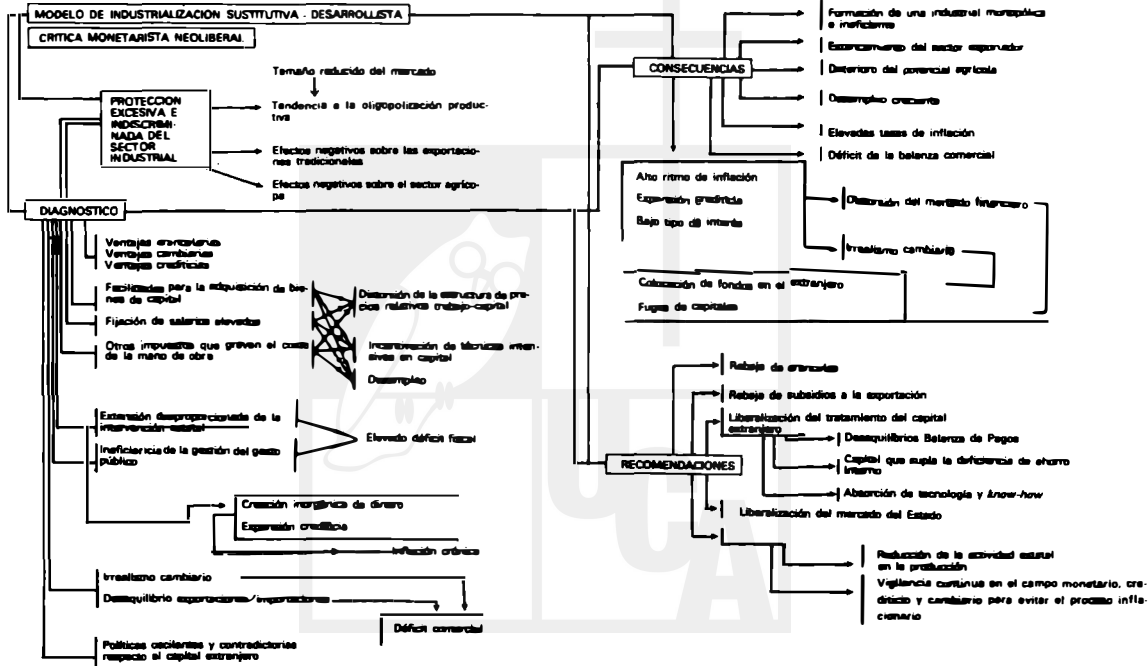 MODELO DE INDUSTRIALIZACION SUSTITUTIVA - DESARROLLISTA
CRITICA MONETARISTA NEOLIBERAL
PROTECCION
EXCESIVA E
INDISCRIMI-
NADA DEL
SECTOR
INDUSTRIAL
Tamaño reducido del mercado
Tendencia a la oligopolización produc-
tiva
Efectos negativos sobre las exportacio-
nes tradicionales
Efectos negativos sobre el sector agríco-
pa
DIAGNOSTICO
Ventajas arancelarias
Ventajas cambiarias
Ventajas crediticias
Facilidades para la adquisición de bie-
nes de capital
Fijación de salarios elevados
Otros impuestos que graven el costo
de la mano de obra
Distorsión de la estructura de pre-
cios relativos trabajo-capital
Incentivación de técnicas inten-
sivas en capital
Desempleo
Extensión desproporcionada de la
intervención estatal
Ineficiencia de la gestión del gasto
público
Elevado déficit fiscal
Creación inorgánica de dinero
Expansión crediticia
Inflación crónica
Irrealismo cambiario
Desequilibrio exportaciones/importaciones
Déficit comercial
Políticas oscilantes y contradictorias
respecto al capital extranjero
CONSECUENCIAS
Formación de una industrial monopólica
e ineficiente
Estancamiento del sector exportador
Deterioro del potencial agrícola
Desempleo creciente
Elevadas tasas de inflación
Déficit de la balanza comercial
Alto ritmo de inflación
Expansión crediticia
Bajo tipo de interés
Distorsión del mercado financiero
Irrealismo cambiario
Colocación de fondos en el extranjero
Fugas de capitales
RECOMENDACIONES
Rebaja de aranceles
Rebaja de subsidios a la exportación
Liberalización del tratamiento del capital
extranjero
Desequilibrios Balanza de Pagos
Capital que supla la deficiencia de ahorro
interno
Absorción de tecnología y know-how
Liberalización del mercado del Estado
Reducción de la actividad estatal
en la producción
Vigilancia continua en el campo monetario, cre-
diticio y cambiario para evitar el proceso infla-
cionario
UCA